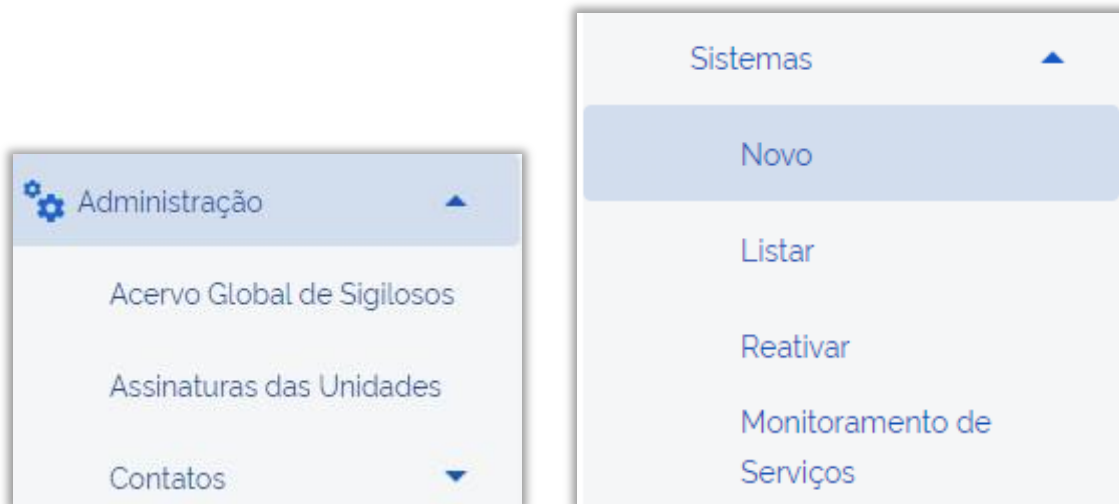 Administração
Acervo Global de Sigilosos
Assinaturas das Unidades
Contatos
Sistemas
Novo
Listar
Reativar
Monitoramento de
Serviços